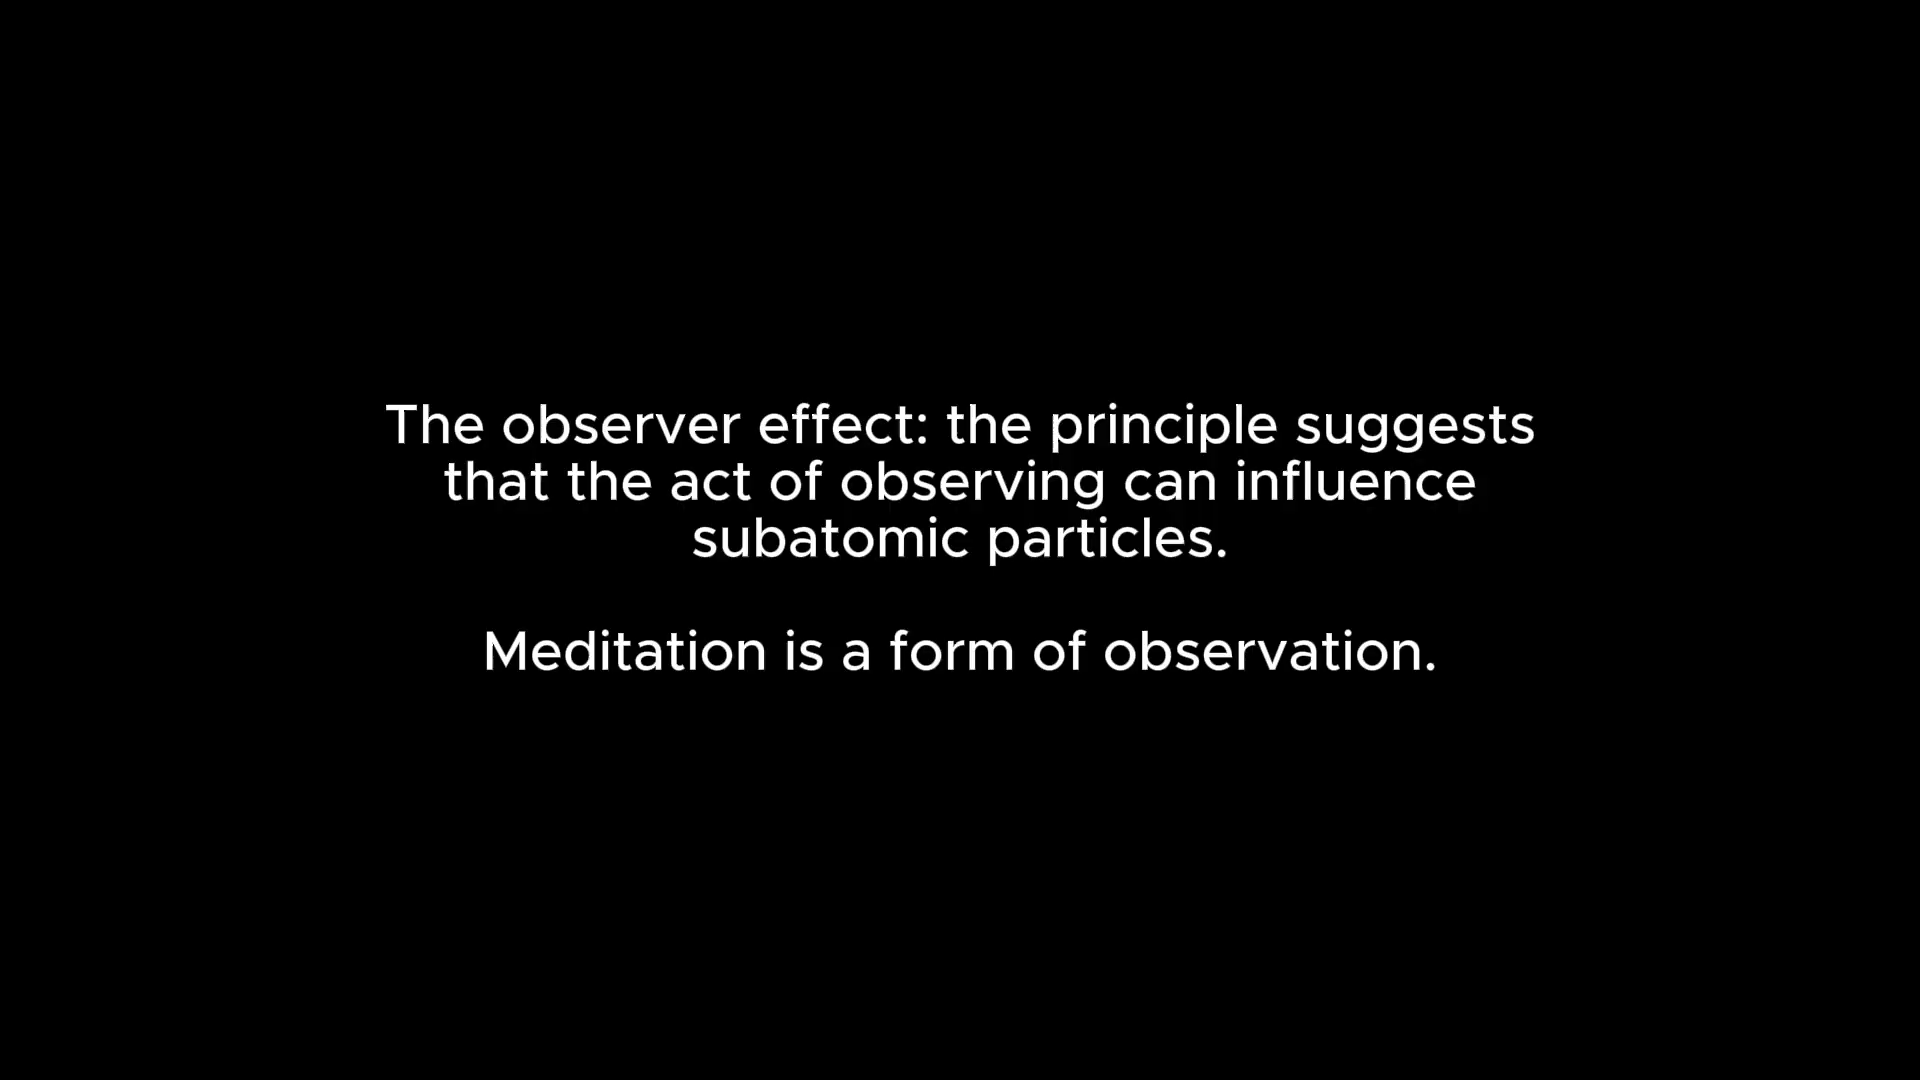 The observer effect: the principle suggests
that the act of observing can influence
subatomic particles.
Meditation is a form of observation.